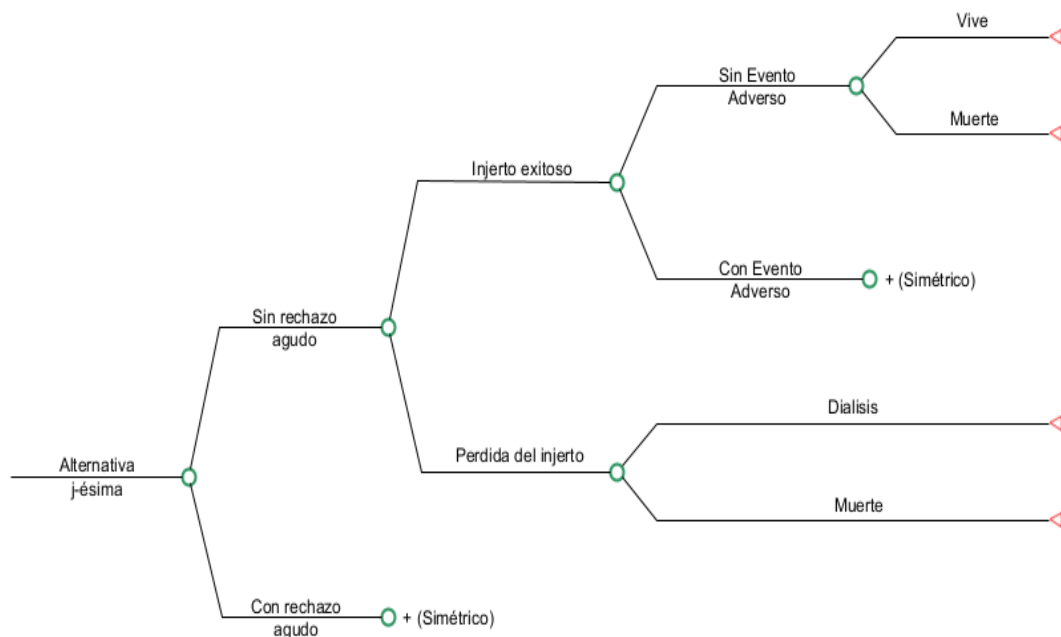 Vive
Sin Evento
Adverso
Muerte
Injerto exitoso
Con Evento
Adverso
+ (Simétrico)
Sin rechazo
agudo
Dialisis
Perdida del injerto
Alternativa
j-ésima
Muerte
Con rechazo
agudo
+ (Simétrico)